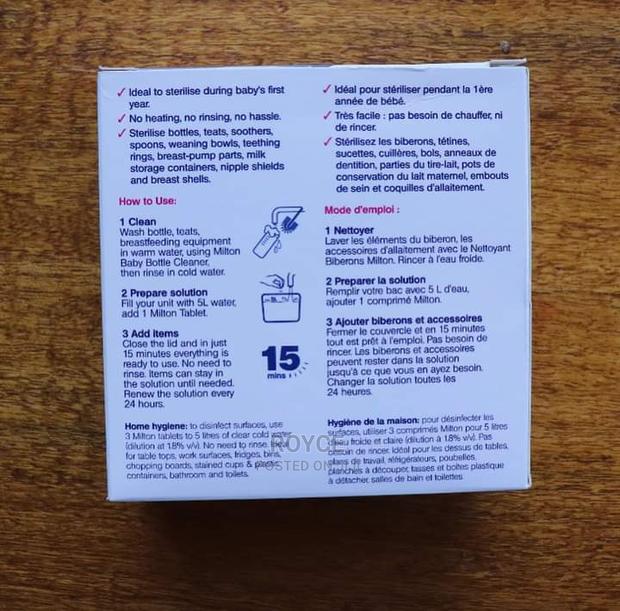 ✓ Ideal to sterilise during baby's first
year.
✓ No heating, no rinsing, no hassle.
✓ Sterilise bottles, teats, soothers,
spoons, weaning bowls, teething
rings, breast-pump parts, milk
storage containers, nipple shields
and breast shells.
How to Use:
1 Clean
Wash bottle, teats,
breastfeeding equipment
in warm water, using Milton
Baby Bottle Cleaner,
then rinse in cold water.
2 Prepare solution
Fill your unit with 5L water,
add 1 Milton Tablet.
3 Add items
Close the lid and in just
15 minutes everything is
ready to use. No need to
rinse. Items can stay in
the solution until needed.
Renew the solution every
24 hours.
15
mins
Home hygiene: to disinfect surfaces, use
3 Milton tablets to 5 litres of clear cold water
(dilution at 1.8% w/v). No need to rinse. Ideal
for table tops, work surfaces, fridges, bins,
chopping boards, stained cups & plastic
containers, bathroom and toilets.
✓ Idéal pour stériliser pendant la 1ère
année de bébé.
✓ Très facile : pas besoin de chauffer, ni
de rincer.
✓ Stérilisez les biberons, tétines,
sucettes, cuillères, bols, anneaux de
dentition, parties du tire-lait, pots de
conservation du lait maternel, embouts
de sein et coquilles d'allaitement.
Mode d'emploi :
1 Nettoyer
Laver les éléments du biberon, les
accessoires d'allaitement avec le Nettoyant
Biberons Milton. Rincer à l'eau froide.
2 Preparer la solution
Remplir votre bac avec 5 L d'eau,
ajouter 1 comprimé Milton.
3 Ajouter biberons et accessoires
Fermer le couvercle et en 15 minutes
tout est prêt à l'emploi. Pas besoin de
rincer. Les biberons et accessoires
peuvent rester dans la solution
jusqu'à ce que vous en ayez besoin.
Changer la solution toutes les
24 heures.
Hygiène de la maison: pour désinfecter les
surfaces, utiliser 3 comprimés Milton pour 5 litres
d'eau froide et claire (dilution à 1.8% w/v). Pas
besoin de rincer. Idéal pour les dessus de tables,
plans de travail, réfrigérateurs, poubelles,
planches à découper, tasses et boîtes plastique
à détacher, salles de bain et toilettes.
ROYCE
POSTED ON